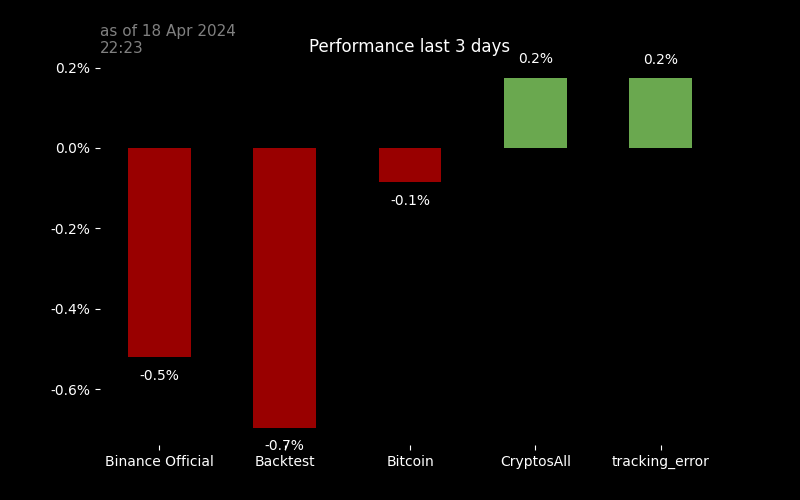 as of 18 Apr 2024
22:23
Performance last 3 days
0.2%
0.0%
-0.2%
-0.4%
-0.6%
-0.5%
-0.7%
-0.1%
0.2%
0.2%
Binance Official
Backtest
Bitcoin
CryptosAll
tracking_error